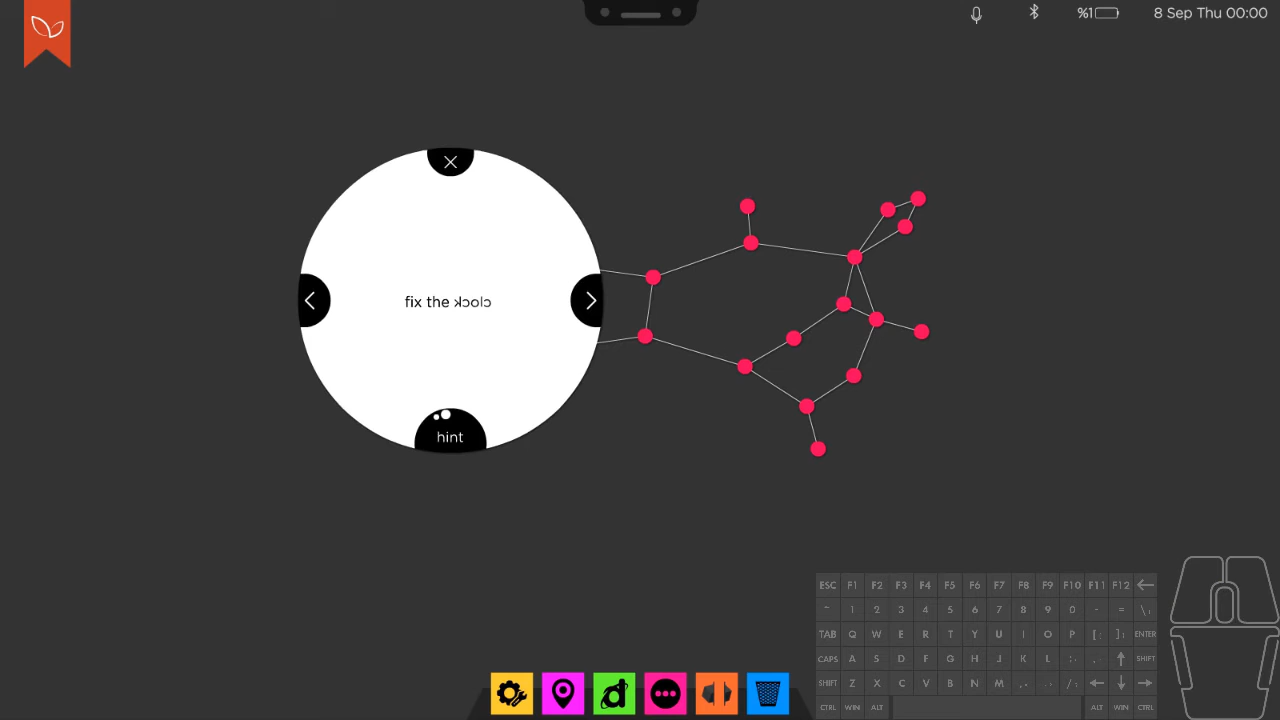 %1
8 Sep Thu 00:00
fix the clock
hint
ESC F1 F2 F3 F4 F5 F6 F7 F8 F9 F10 F11 F12
~ 1 2 3 4 5 6 7 8 9 0 - = \
TAB Q W E R T Y U I O P [ ] ENTER
CAPS A S D F G H J K L SHIFT
SHIFT Z X C V B N M
CTRL WIN ALT ALT WIN CTRL